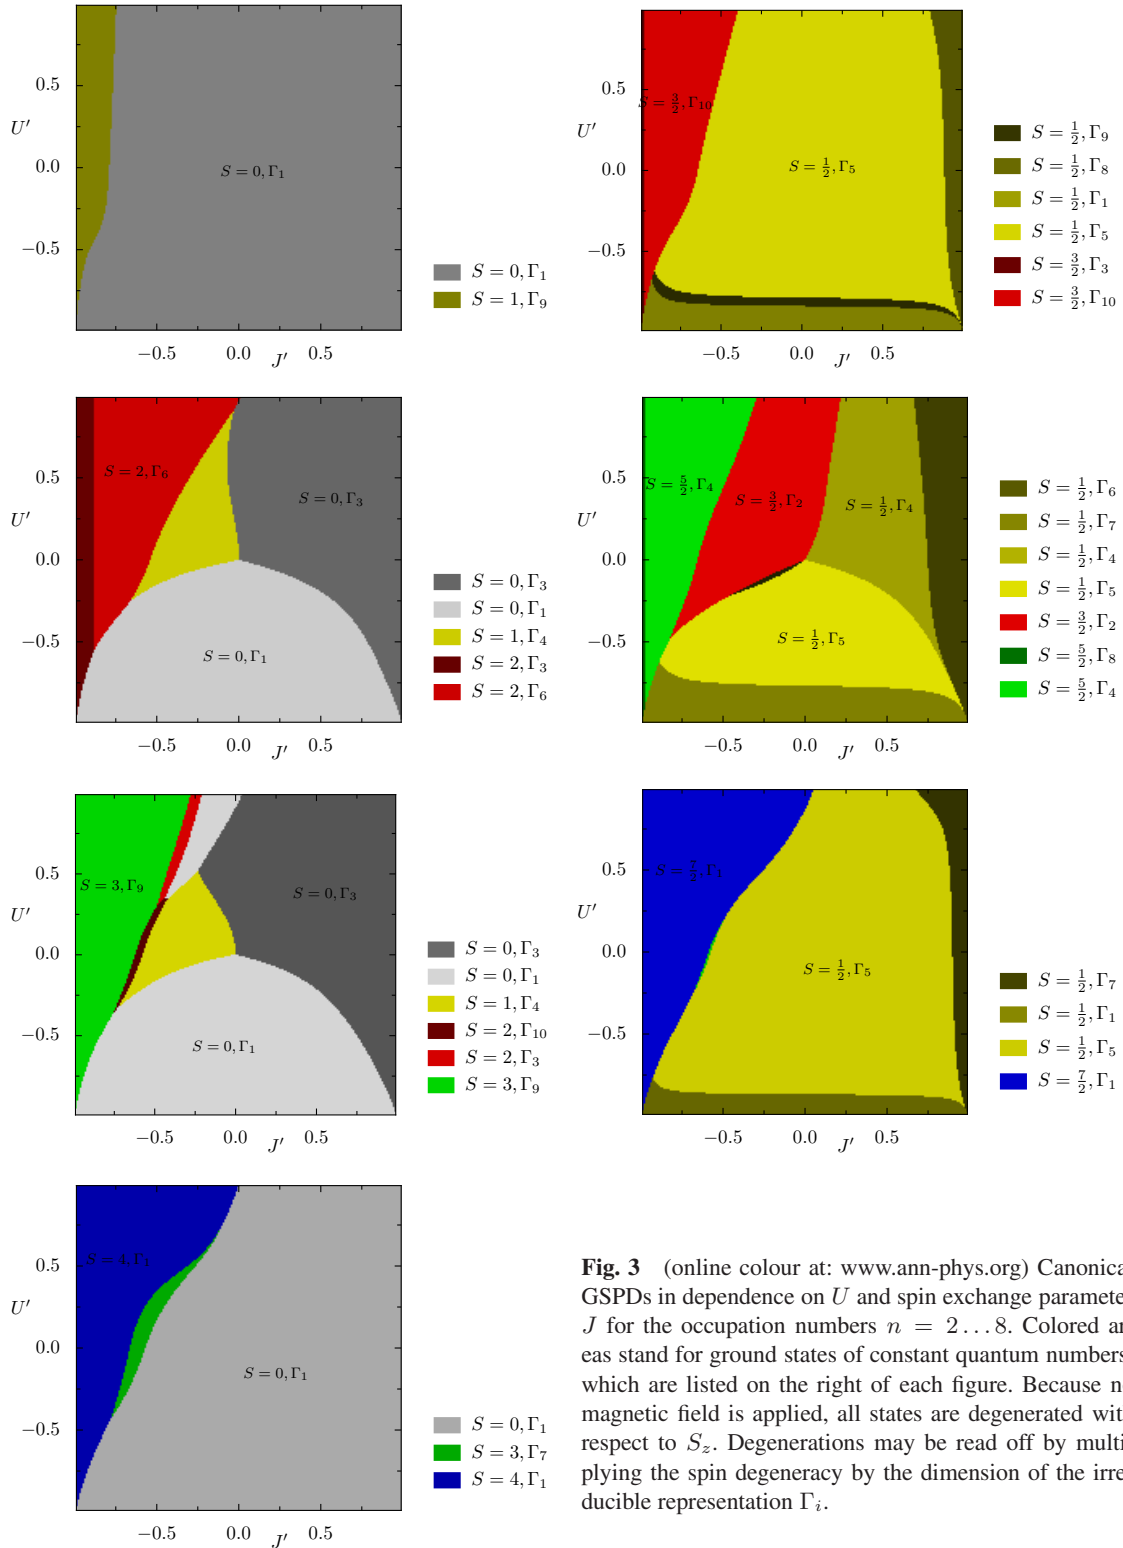 0.5
U′
0.0
−0.5
−0.5 0.0 0.5
J′
S = 0, Γ1
S = 0, Γ1
S = 1, Γ9
0.5
U′
0.0
−0.5
−0.5 0.0 0.5
J′
S = 3/2, Γ10
S = 1/2, Γ5
S = 1/2, Γ9
S = 1/2, Γ8
S = 1/2, Γ1
S = 1/2, Γ5
S = 3/2, Γ3
S = 3/2, Γ10
0.5
U′
0.0
−0.5
−0.5 0.0 0.5
J′
S = 2, Γ6
S = 0, Γ3
S = 0, Γ1
S = 0, Γ3
S = 0, Γ1
S = 1, Γ4
S = 2, Γ3
S = 2, Γ6
0.5
U′
0.0
−0.5
−0.5 0.0 0.5
J′
S = 5/2, Γ4
S = 3/2, Γ2
S = 1/2, Γ4
S = 1/2, Γ5
S = 1/2, Γ6
S = 1/2, Γ7
S = 1/2, Γ4
S = 1/2, Γ5
S = 3/2, Γ2
S = 5/2, Γ8
S = 5/2, Γ4
0.5
U′
0.0
−0.5
−0.5 0.0 0.5
J′
S = 3, Γ9
S = 0, Γ3
S = 0, Γ1
S = 0, Γ3
S = 0, Γ1
S = 1, Γ4
S = 2, Γ10
S = 2, Γ3
S = 3, Γ9
0.5
U′
0.0
−0.5
−0.5 0.0 0.5
J′
S = 7/2, Γ1
S = 1/2, Γ5
S = 1/2, Γ7
S = 1/2, Γ1
S = 1/2, Γ5
S = 7/2, Γ1
0.5
U′
0.0
−0.5
−0.5 0.0 0.5
J′
S = 4, Γ1
S = 0, Γ1
S = 0, Γ1
S = 3, Γ7
S = 4, Γ1
Fig. 3 (online colour at: www.ann-phys.org) Canonica
GSPDs in dependence on U and spin exchange paramete
J for the occupation numbers n = 2 . . . 8. Colored ar
eas stand for ground states of constant quantum numbers
which are listed on the right of each figure. Because n
magnetic field is applied, all states are degenerated wit
respect to Sz. Degenerations may be read off by multi
plying the spin degeneracy by the dimension of the irre
ducible representation Γi.